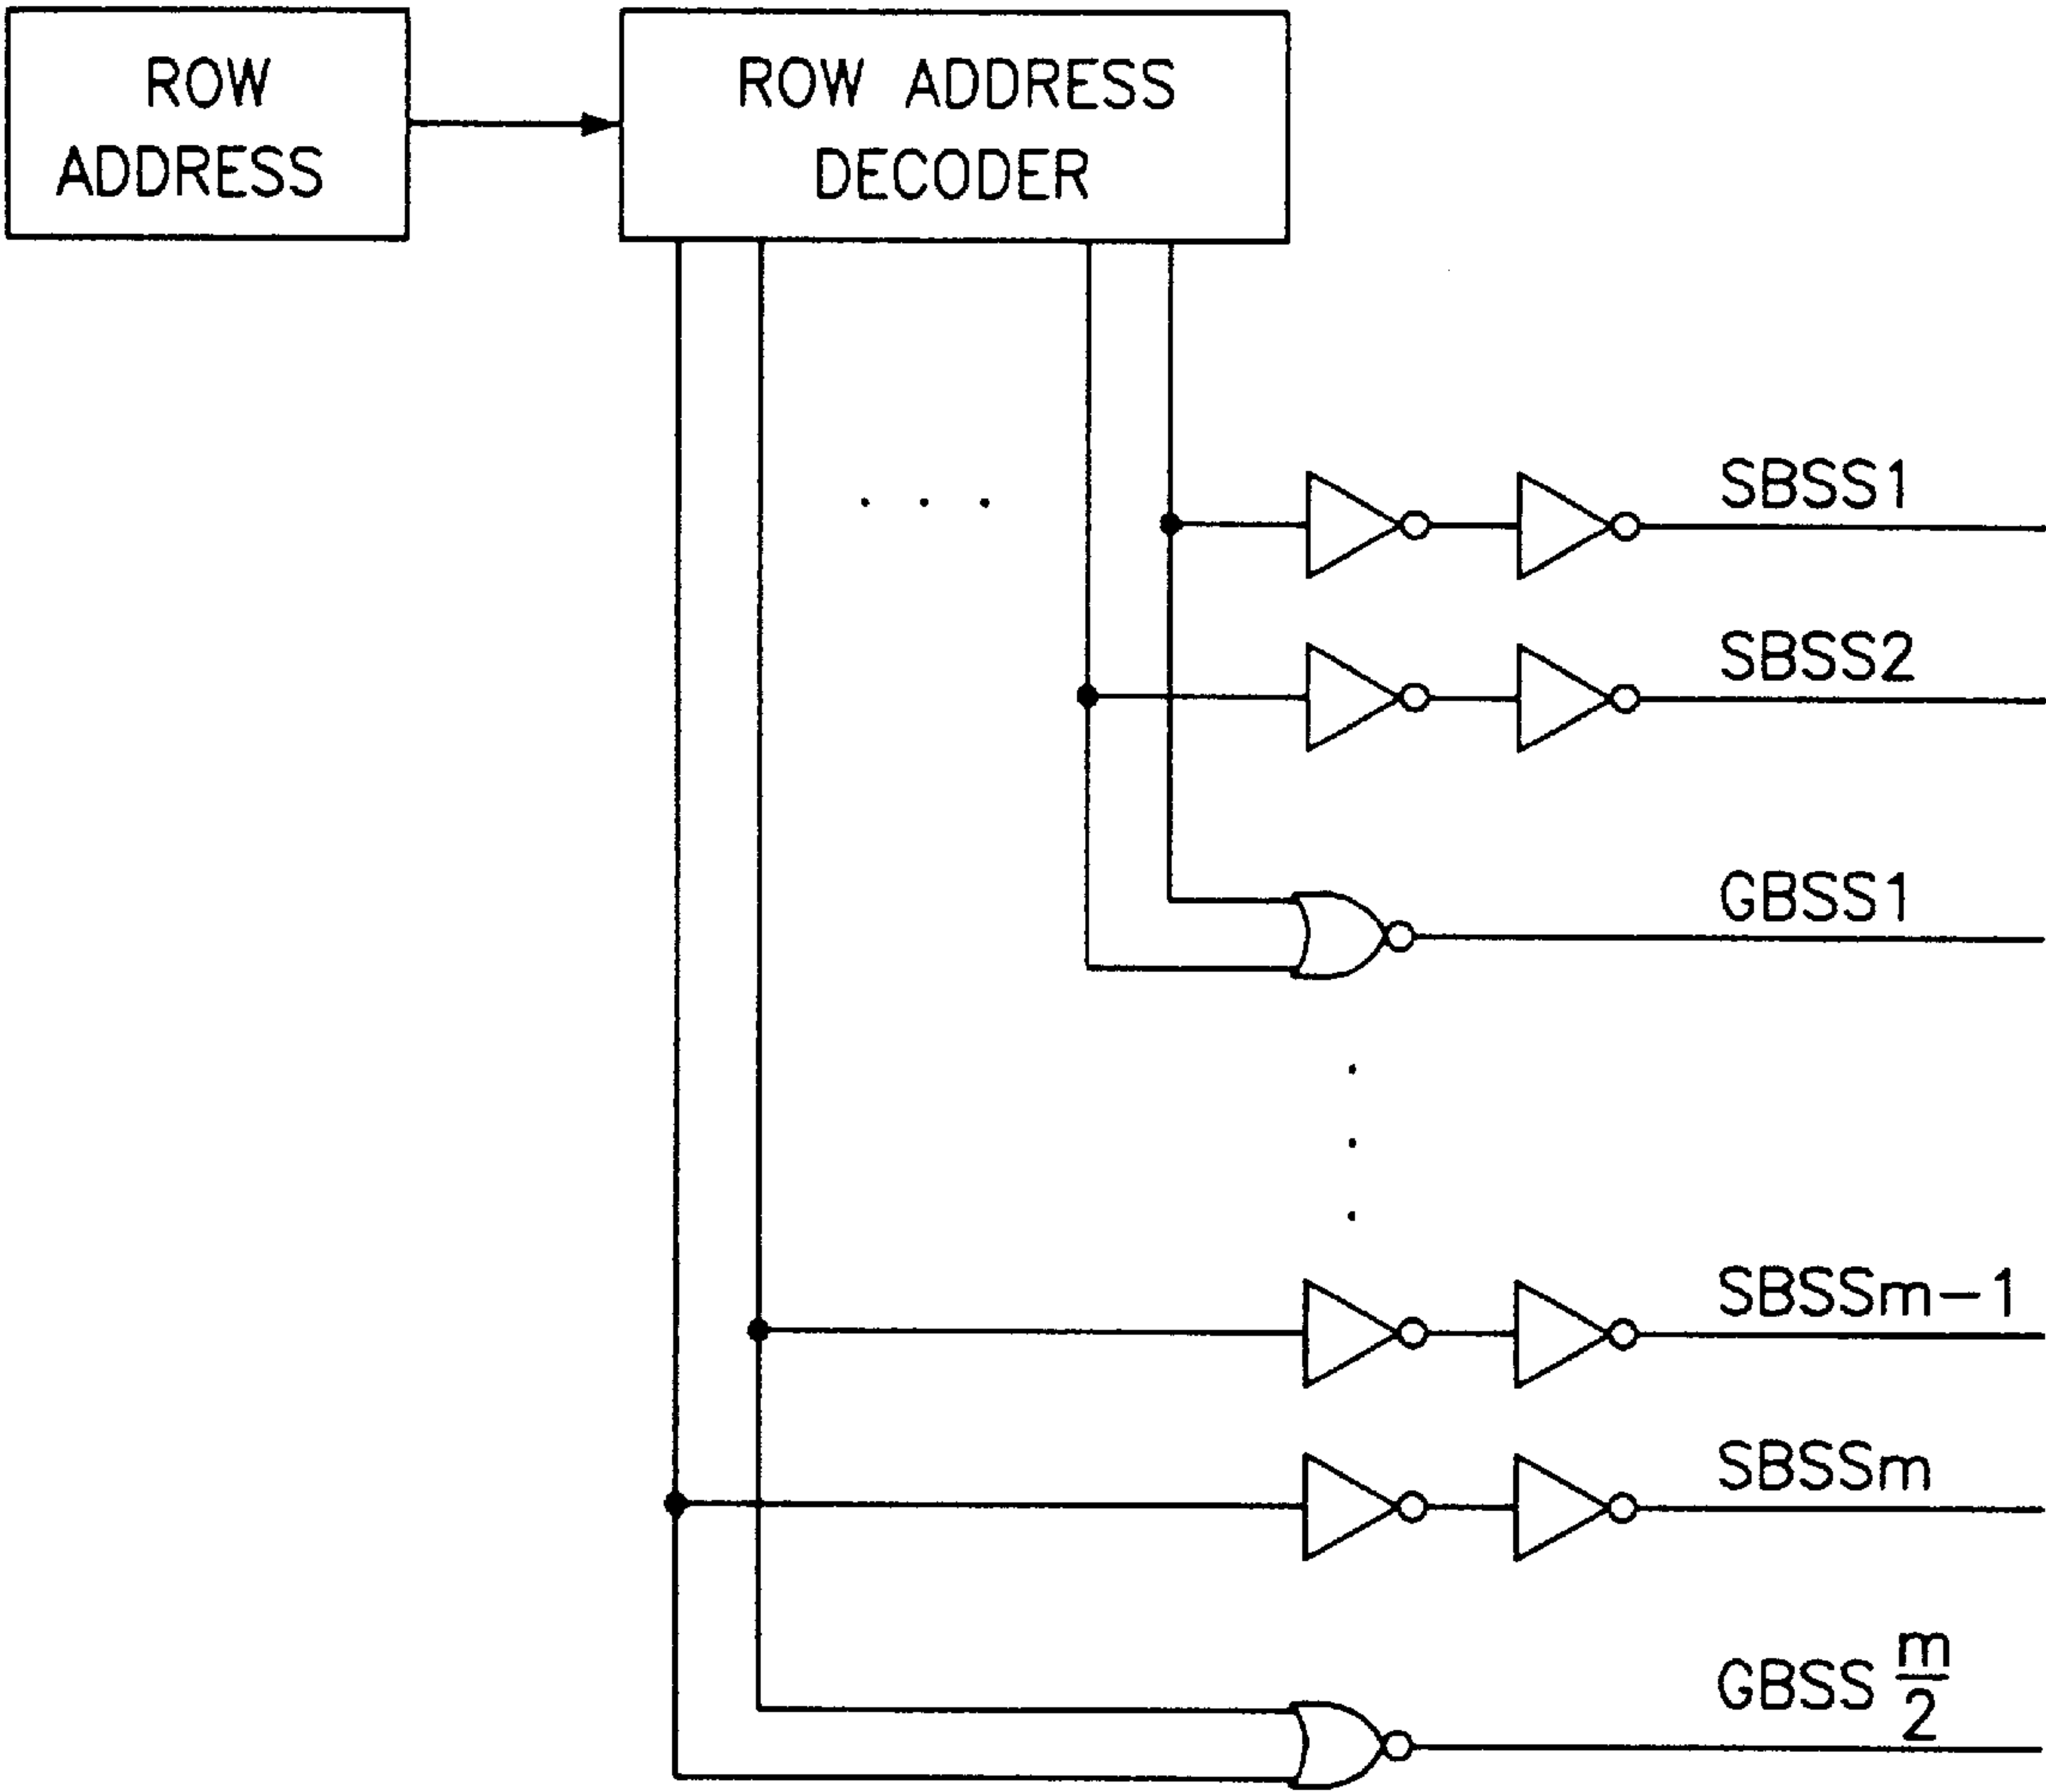 ROW
ADDRESS
ROW ADDRESS
DECODER
SBSS1
SBSS2
GBSS1
SBSSm-1
SBSSm
GBSS m/2